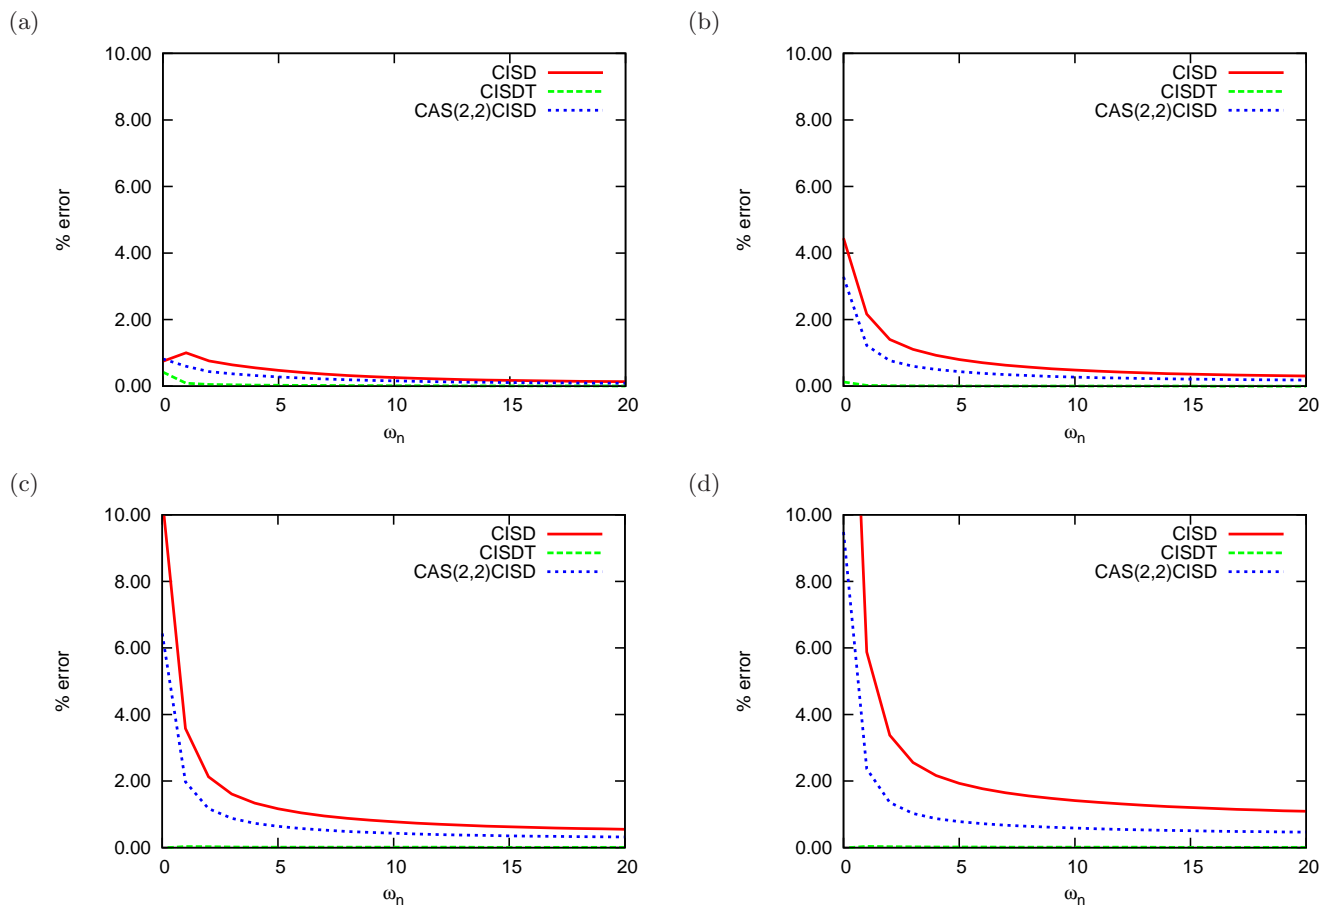 (a)
10.00
8.00
6.00
4.00
2.00
0.00
% error
CISD
CISDT
CAS(2,2)CISD
0 5 10 15 20
ωn
(b)
10.00
8.00
6.00
4.00
2.00
0.00
% error
CISD
CISDT
CAS(2,2)CISD
0 5 10 15 20
ωn
(c)
10.00
8.00
6.00
4.00
2.00
0.00
% error
CISD
CISDT
CAS(2,2)CISD
0 5 10 15 20
ωn
(d)
10.00
8.00
6.00
4.00
2.00
0.00
% error
CISD
CISDT
CAS(2,2)CISD
0 5 10 15 20
ωn